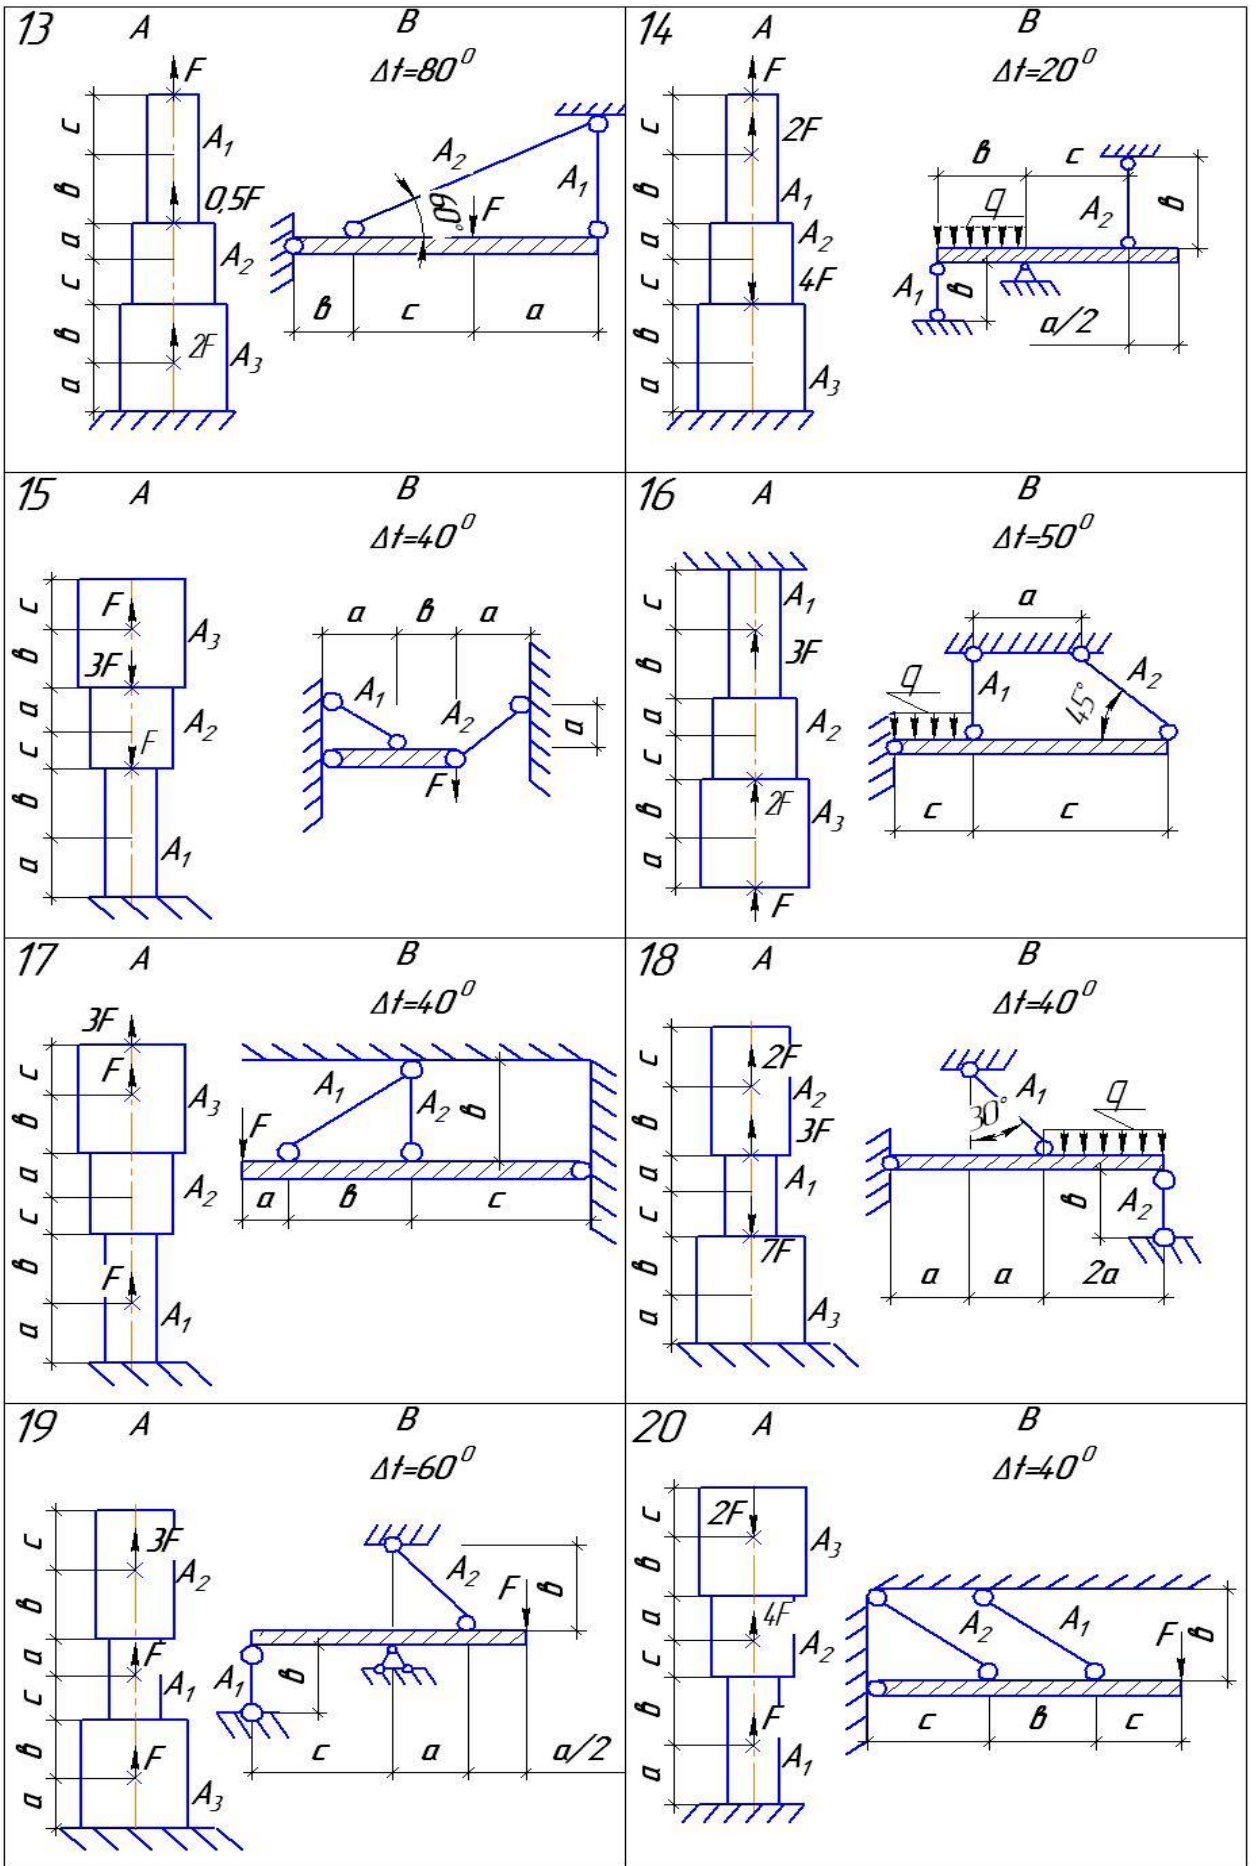 13 A B
Δt=80⁰
F
c
A₁
в
0,5F
a
A₂
c
в
2F
A₃
a
A₂
60°
F
A₁
в c a
14 A B
Δt=20⁰
F
c
2F
в
A₁
a
A₂
c
4F
в
a
A₃
в c
q
A₂
в
A₁
в
a/2
15 A B
Δt=40⁰
c
F
A₃
в
3F
a
A₂
c
F
в
a
A₁
a в a
A₁
A₂
a
F
16 A B
Δt=50⁰
c
A₁
3F
в
a
A₂
c
2F
в
A₃
a
F
a
q
A₁
A₂
45°
c c
17 A B
Δt=40⁰
3F
c
F
в
A₃
a
A₂
c
в
F
A₁
a
A₁
A₂
в
F
a в c
18 A B
Δt=40⁰
c
2F
A₂
в
3F
a
A₁
c
7F
в
a
A₃
A₁
30°
q
в
A₂
a a 2a
19 A B
Δt=60⁰
c
3F
A₂
в
a
F
A₁
c
в
F
a
A₃
A₂
F
в
A₁
в
c a a/2
20 A B
Δt=40⁰
c
2F
A₃
в
a
4F
A₂
c
в
F
A₁
a
A₂
A₁
F
в
c в c